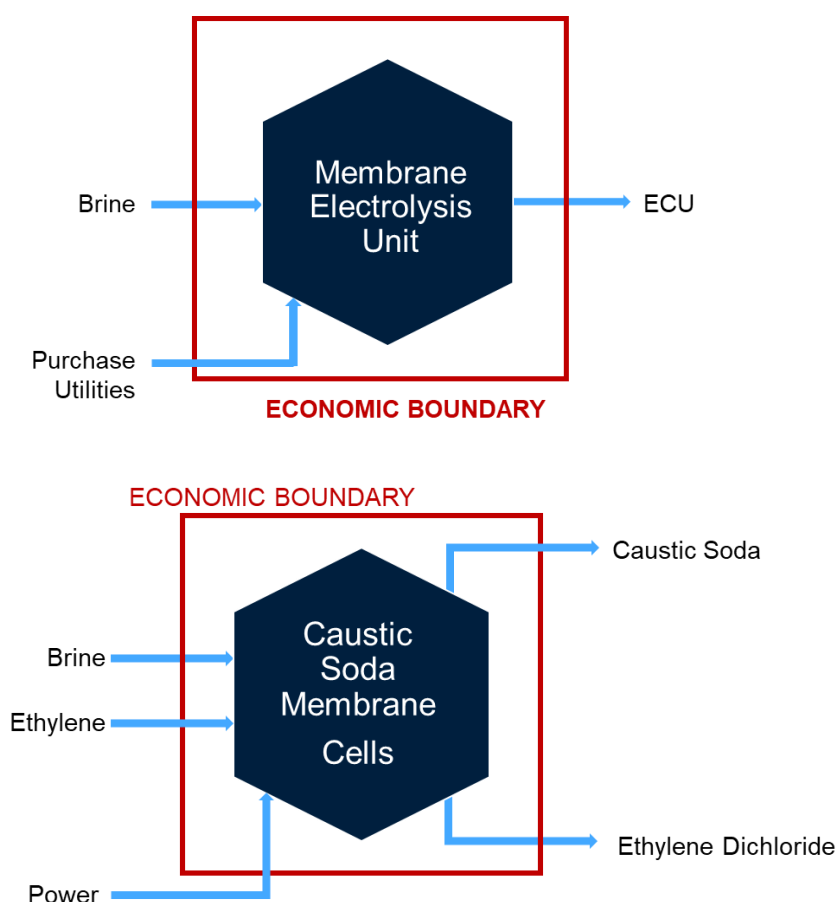 Membrane
Electrolysis
Unit
Brine
ECU
Purchase
Utilities
ECONOMIC BOUNDARY
ECONOMIC BOUNDARY
Caustic Soda
Caustic
Soda
Membrane
Cells
Brine
Ethylene
Ethylene Dichloride
Power